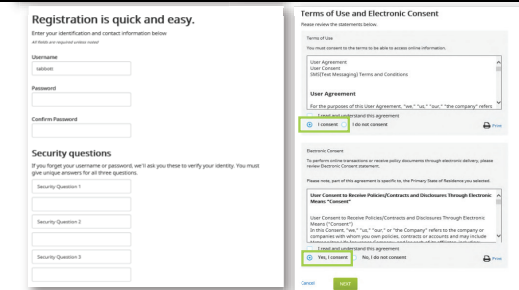 Registration is quick and easy.
Enter your identification and contact information below
All fields are required unless noted
Username
Password
Confirm Password
Security questions
If you forget your username or password, we'll ask you these to verify your identity. You must
give unique answers for all three questions.
Security Question 1
Security Question 2
Security Question 3
Terms of Use and Electronic Consent
Please review the statements below.
Terms of Use
You must consent to the terms to be able to access online information.
User Agreement
User Consent
SMS(Text Messaging) Terms and Conditions
User Agreement
For the purposes of this User Agreement, "we," "us," "our," "the company" refers
I read and understand this agreement
I consent
I do not consent
Print
Electronic Consent
To perform online transactions or receive policy documents through electronic delivery, please
review Electronic Consent statement.
Please note, part of this agreement is specific to, the Primary State of Residence you selected.
User Consent to Receive Policies/Contracts and Disclosures Through Electronic
Means "Consent"
User Consent to Receive Policies/Contracts and Disclosures Through Electronic
Means ("Consent")
In this Consent, "we," "us," "our," or "the Company" refers to the company or
companies with whom you own policies, contracts or accounts and may include
I read and understand this agreement
Yes, I consent
No, I do not consent
Print
Cancel
NEXT